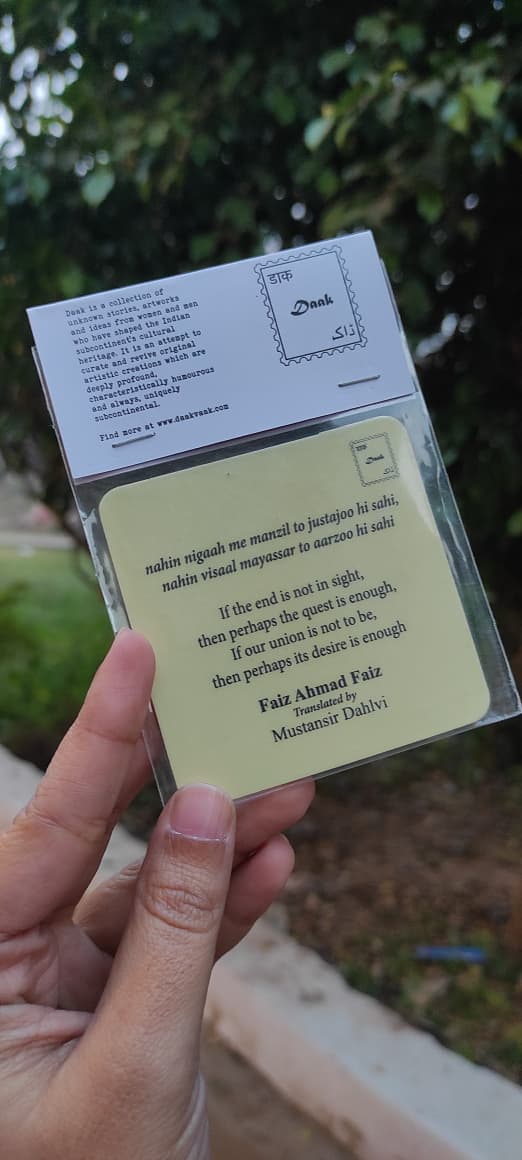 Daak is a collection of
unknown stories, artworks
and ideas from women and men
who have shaped the Indian
subcontinent's cultural
heritage. It is an attempt to
curate and revive original
artistic creations which are
deeply profound,
characteristically humourous
and always, uniquely
subcontinental.
Find more at www.daakvaak.com
डाक
Daak
ڈاک
डाक
Daak
ڈاک
nahin nigaah me manzil to justajoo hi sahi,
nahin visaal mayassar to aarzoo hi sahi
If the end is not in sight,
then perhaps the quest is enough,
If our union is not to be,
then perhaps its desire is enough
Faiz Ahmad Faiz
Translated by
Mustansir Dahlvi